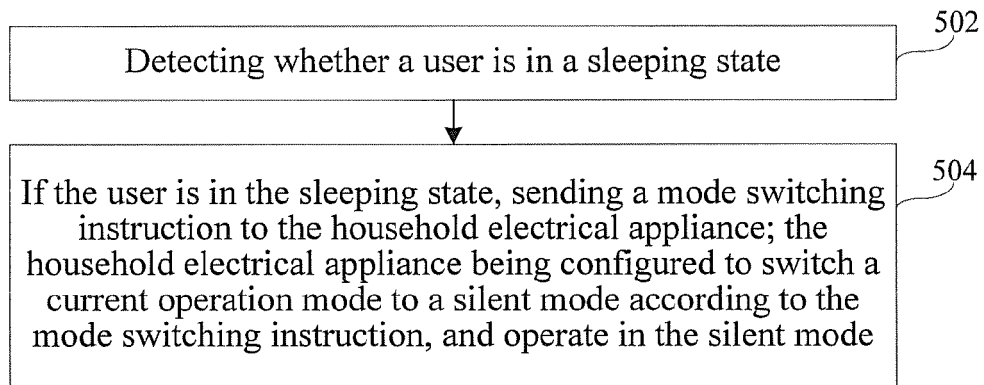 502
Detecting whether a user is in a sleeping state
504
If the user is in the sleeping state, sending a mode switching
instruction to the household electrical appliance; the
household electrical appliance being configured to switch a
current operation mode to a silent mode according to the
mode switching instruction, and operate in the silent mode